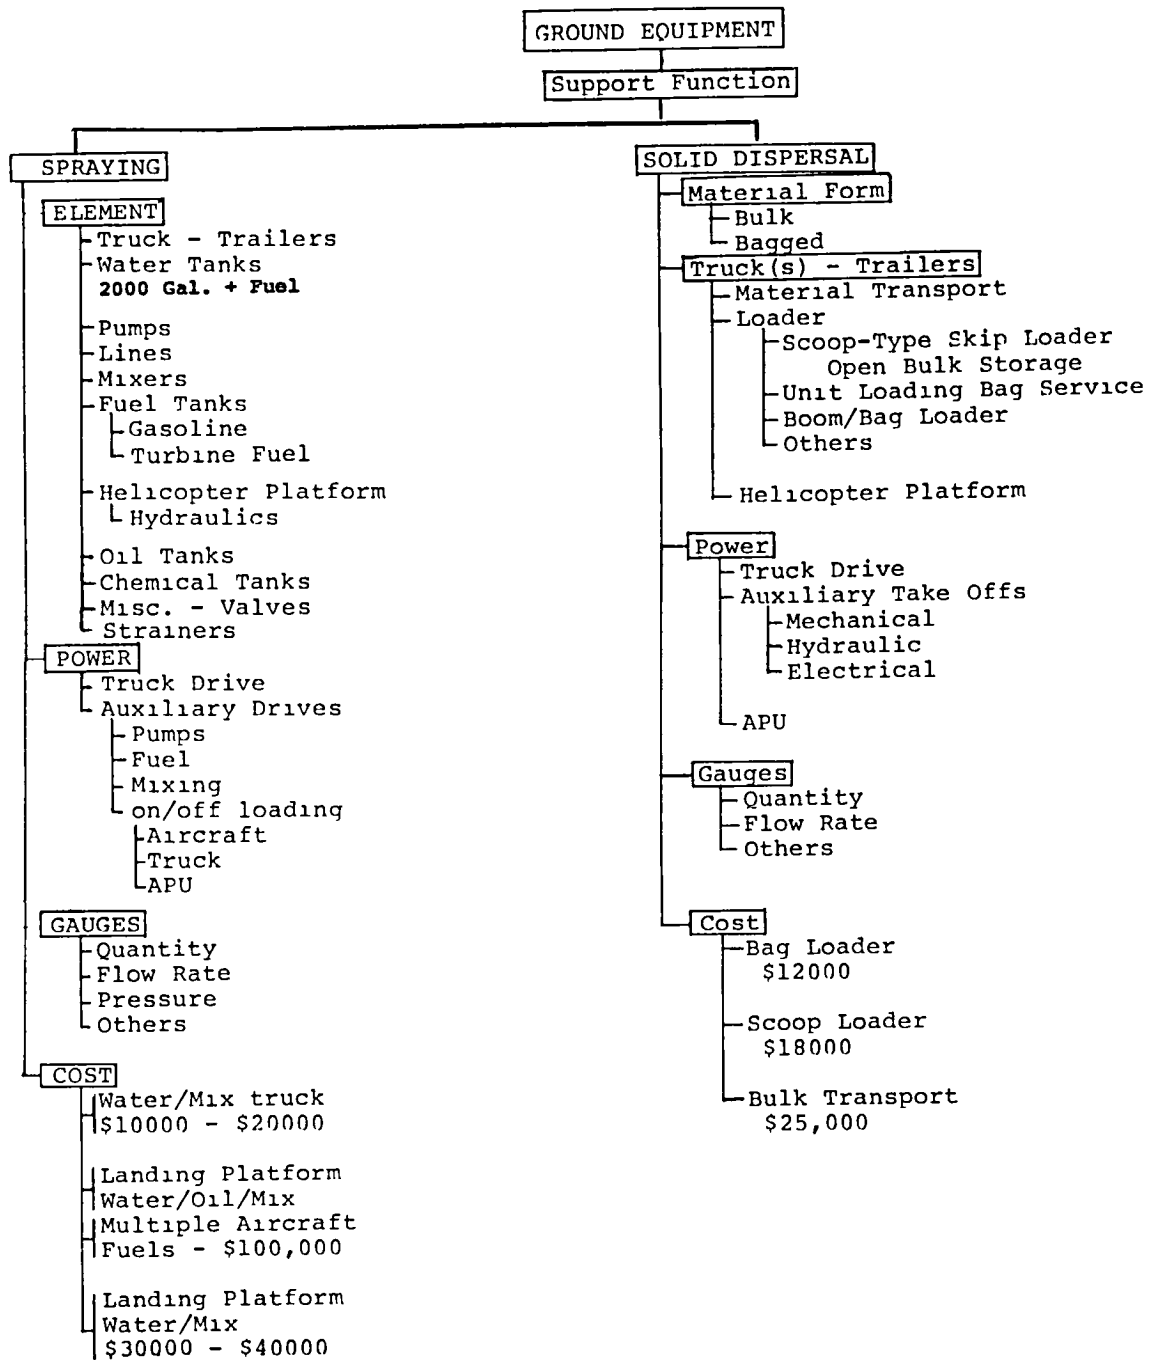 GROUND EQUIPMENT
Support Function
SPRAYING
ELEMENT
Truck - Trailers
Water Tanks
2000 Gal. + Fuel
Pumps
Lines
Mixers
Fuel Tanks
Gasoline
Turbine Fuel
Helicopter Platform
Hydraulics
Oil Tanks
Chemical Tanks
Misc. - Valves
Strainers
POWER
Truck Drive
Auxiliary Drives
Pumps
Fuel
Mixing
on/off loading
Aircraft
Truck
APU
GAUGES
Quantity
Flow Rate
Pressure
Others
COST
Water/Mix truck
$10000 - $20000
Landing Platform
Water/Oil/Mix
Multiple Aircraft
Fuels - $100,000
Landing Platform
Water/Mix
$30000 - $40000
SOLID DISPERSAL
Material Form
Bulk
Bagged
Truck(s) - Trailers
Material Transport
Loader
Scoop-Type Skip Loader
Open Bulk Storage
Unit Loading Bag Service
Boom/Bag Loader
Others
Helicopter Platform
Power
Truck Drive
Auxiliary Take Offs
Mechanical
Hydraulic
Electrical
APU
Gauges
Quantity
Flow Rate
Others
Cost
Bag Loader
$12000
Scoop Loader
$18000
Bulk Transport
$25,000